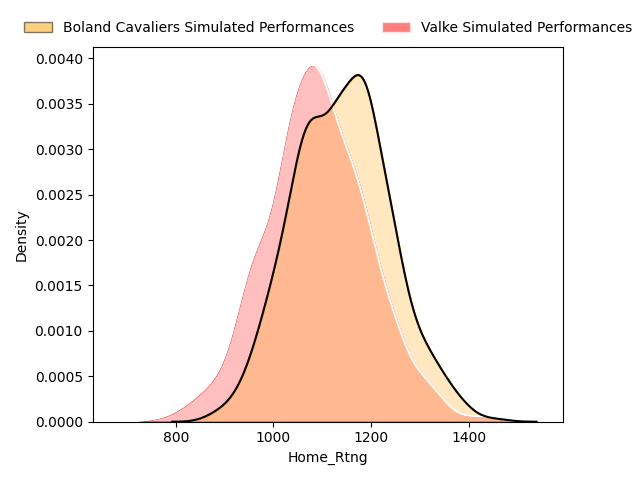 Boland Cavaliers Simulated Performances
Valke Simulated Performances
0.0040
0.0035
0.0030
0.0025
0.0020
0.0015
0.0010
0.0005
0.0000
Density
800 1000 1200 1400
Home_Rtng